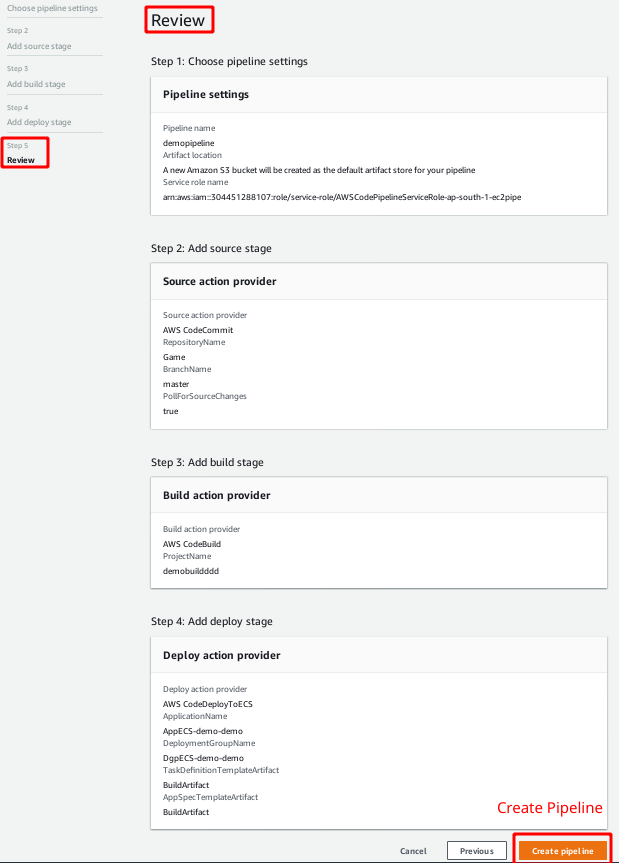 Choose pipeline settings
Step 2
Add source stage
Step 3
Add build stage
Step 4
Add deploy stage
Step 5
Review
Review
Step 1: Choose pipeline settings
Pipeline settings
Pipeline name
demopipeline
Artifact location
A new Amazon S3 bucket will be created as the default artifact store for your pipeline
Service role name
arn:aws:iam::304451288107:role/service-role/AWSCodePipelineServiceRole-ap-south-1-ec2pipe
Step 2: Add source stage
Source action provider
Source action provider
AWS CodeCommit
RepositoryName
Game
BranchName
master
PollForSourceChanges
true
Step 3: Add build stage
Build action provider
Build action provider
AWS CodeBuild
ProjectName
demobuildddd
Step 4: Add deploy stage
Deploy action provider
Deploy action provider
AWS CodeDeployToECS
ApplicationName
AppECS-demo-demo
DeploymentGroupName
DgpECS-demo-demo
TaskDefinitionTemplateArtifact
BuildArtifact
AppSpecTemplateArtifact
BuildArtifact
Create Pipeline
Cancel
Previous
Create pipeline